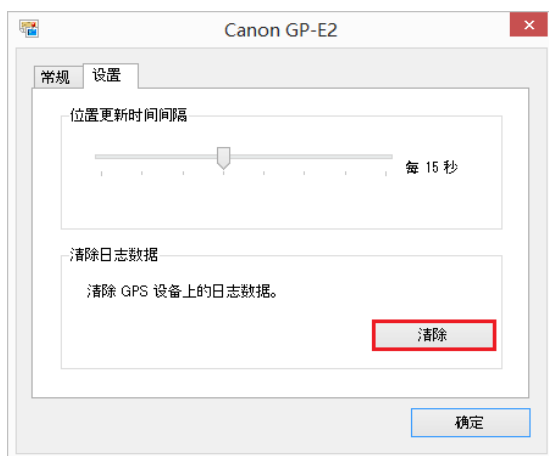 Canon GP-E2
常规 设置
位置更新时间间隔
每 15 秒
清除日志数据
清除 GPS 设备上的日志数据。
清除
确定